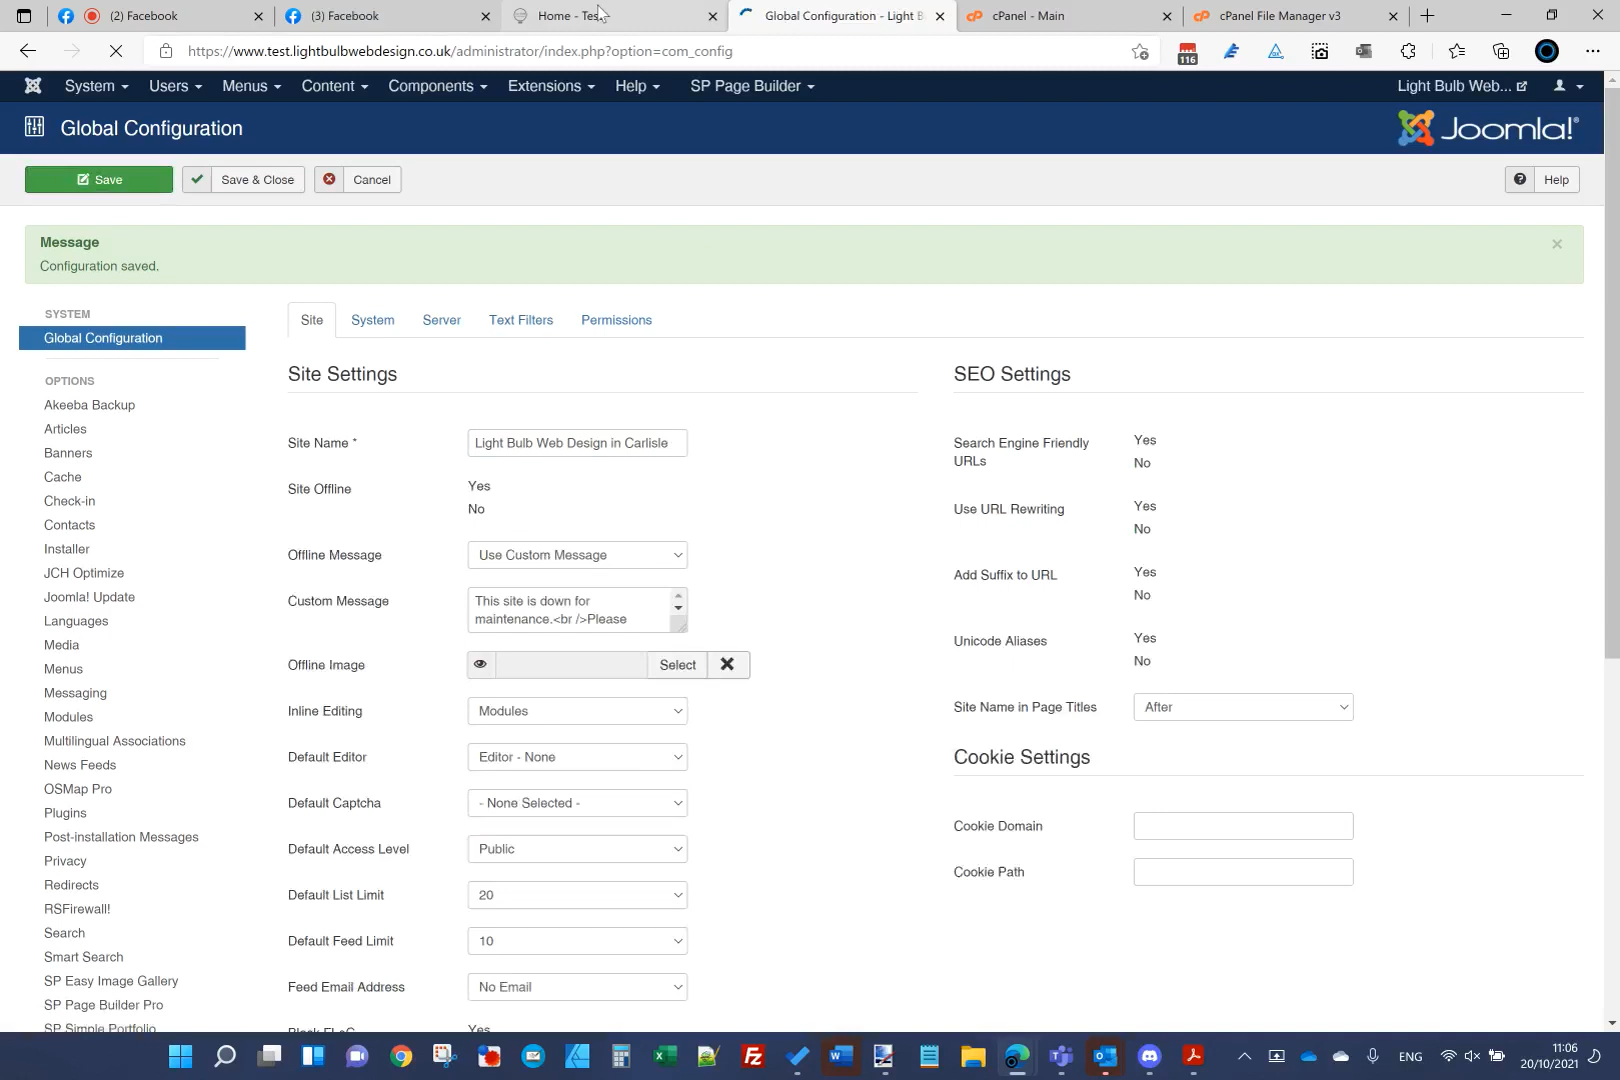 (2) Facebook
(3) Facebook
Home - Tes
Global Configuration - Light B
cPanel - Main
cPanel File Manager v3
https://www.test.lightbulbwebdesign.co.uk/administrator/index.php?option=com_config
116
System Users Menus Content Components Extensions Help SP Page Builder Light Bulb Web...
Global Configuration
Joomla!®
Save
Save & Close
Cancel
Help
Message
Configuration saved.
SYSTEM
Global Configuration
OPTIONS
Akeeba Backup
Articles
Banners
Cache
Check-in
Contacts
Installer
JCH Optimize
Joomla! Update
Languages
Media
Menus
Messaging
Modules
Multilingual Associations
News Feeds
OSMap Pro
Plugins
Post-installation Messages
Privacy
Redirects
RSFirewall!
Search
Smart Search
SP Easy Image Gallery
SP Page Builder Pro
SP Simple Portfolio
Site System Server Text Filters Permissions
Site Settings
Site Name * Light Bulb Web Design in Carlisle
Site Offline Yes
No
Offline Message Use Custom Message
Custom Message This site is down for
maintenance.<br />Please
Offline Image Select
Inline Editing Modules
Default Editor Editor - None
Default Captcha - None Selected -
Default Access Level Public
Default List Limit 20
Default Feed Limit 10
Feed Email Address No Email
Yes
SEO Settings
Search Engine Friendly
URLs
Yes
No
Use URL Rewriting Yes
No
Add Suffix to URL Yes
No
Unicode Aliases Yes
No
Site Name in Page Titles After
Cookie Settings
Cookie Domain
Cookie Path
ENG
11:06
20/10/2021